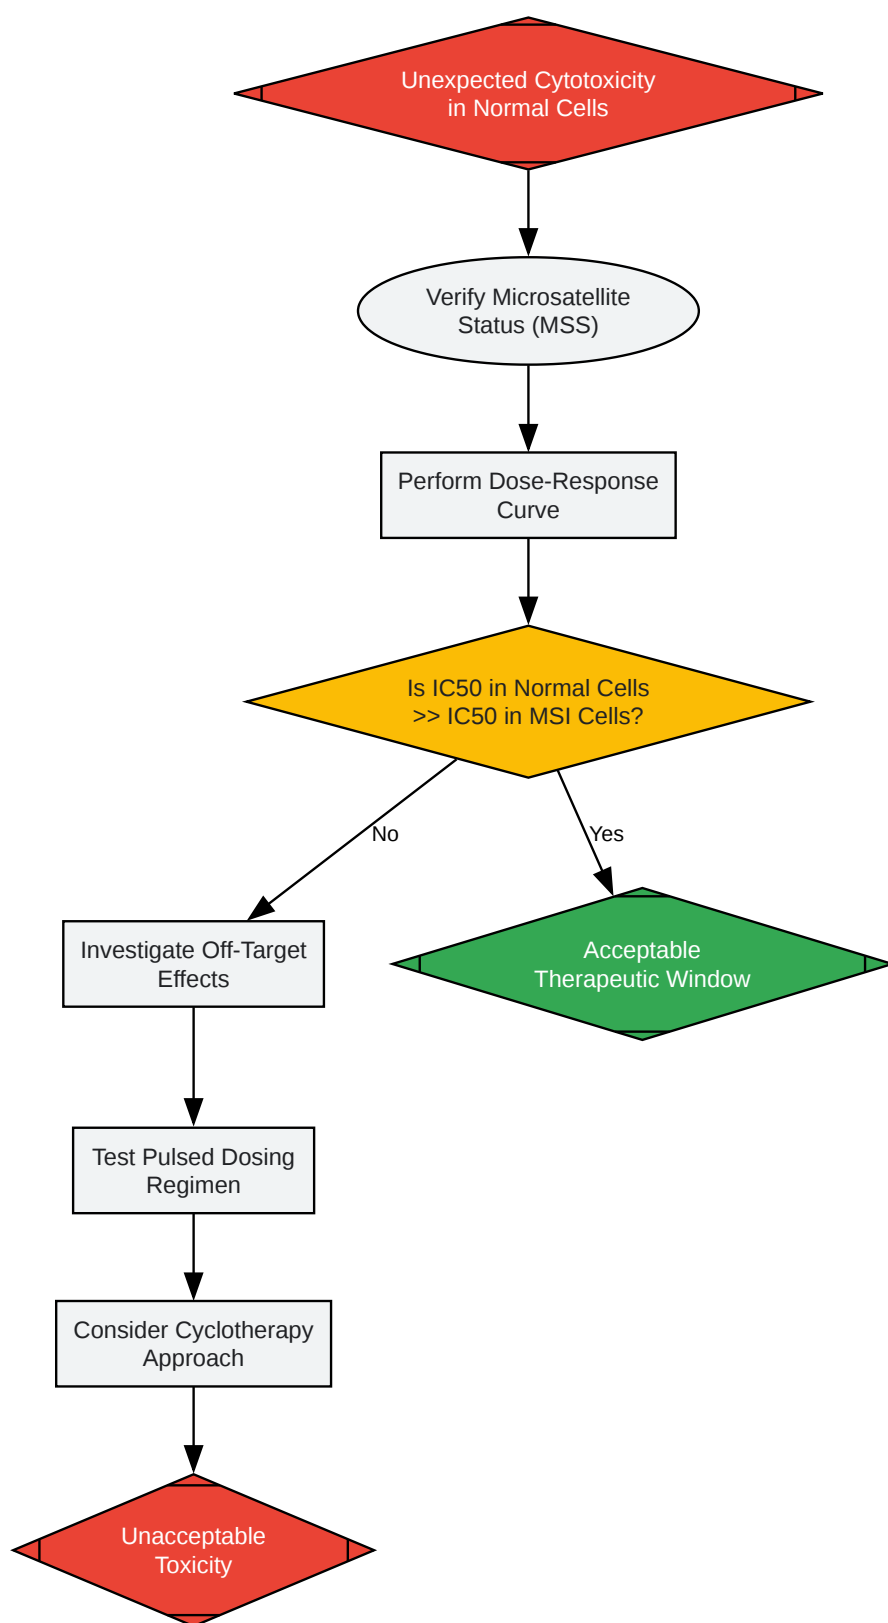 Unexpected Cytotoxicity
in Normal Cells
Verify Microsatellite
Status (MSS)
Perform Dose-Response
Curve
Is IC50 in Normal Cells
>> IC50 in MSI Cells?
No
Yes
Investigate Off-Target
Effects
Acceptable
Therapeutic Window
Test Pulsed Dosing
Regimen
Consider Cyclotherapy
Approach
Unacceptable
Toxicity